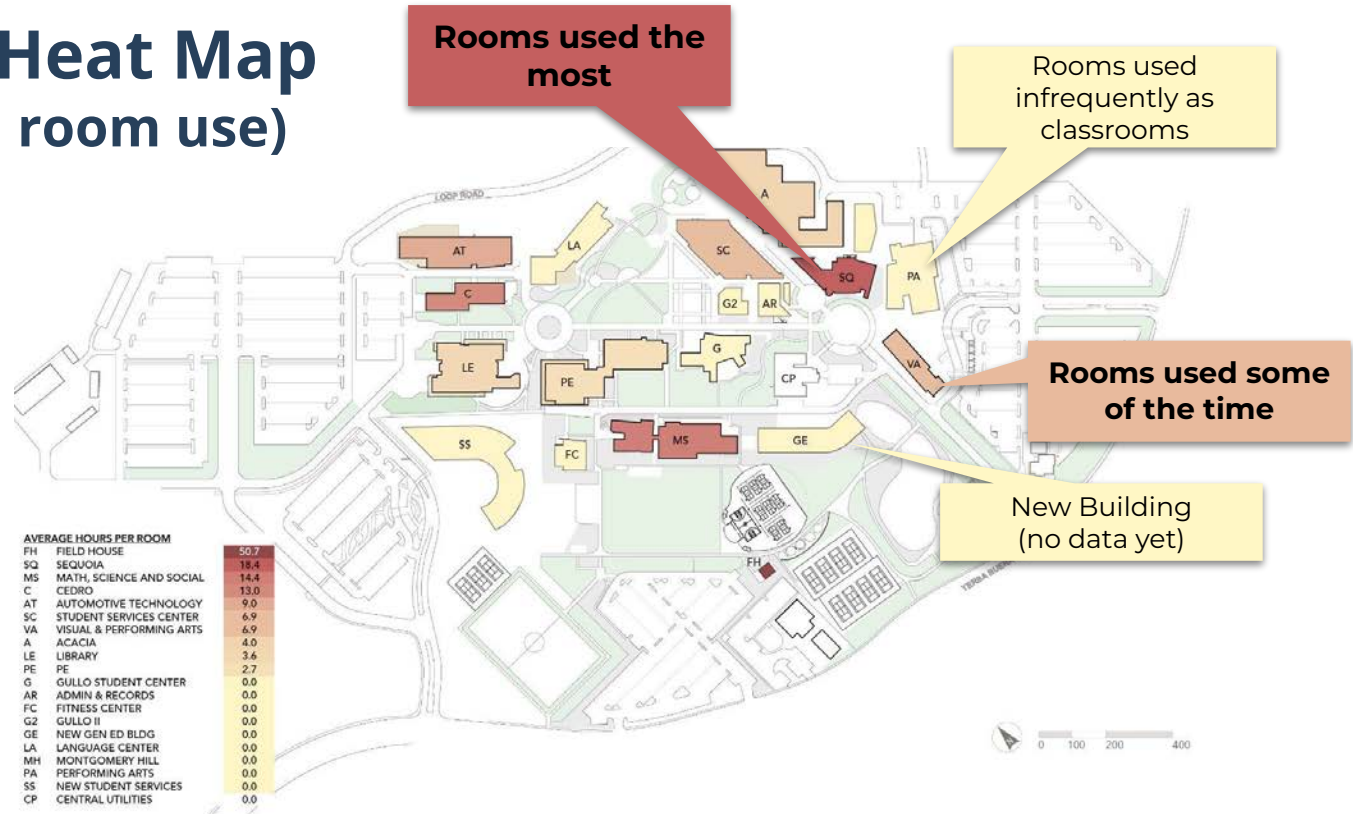 Heat Map
room use)
Rooms used the
most
Rooms used
infrequently as
classrooms
LOOP ROAD
A
AT
LA
SC
SQ
PA
C
G2
AR
LE
PE
G
CP
VA
Rooms used some
of the time
SS
FC
MS
GE
New Building
(no data yet)
FH
YERBA
AVERAGE HOURS PER ROOM
FH FIELD HOUSE 50.7
SQ SEQUOIA 18.4
MS MATH, SCIENCE AND SOCIAL 14.4
C CEDRO 13.0
AT AUTOMOTIVE TECHNOLOGY 9.0
SC STUDENT SERVICES CENTER 6.9
VA VISUAL & PERFORMING ARTS 6.9
A ACACIA 4.0
LE LIBRARY 3.6
PE PE 2.7
G GULLO STUDENT CENTER 0.0
AR ADMIN & RECORDS 0.0
FC FITNESS CENTER 0.0
G2 GULLO II 0.0
GE NEW GEN ED BLDG 0.0
LA LANGUAGE CENTER 0.0
MH MONTGOMERY HILL 0.0
PA PERFORMING ARTS 0.0
SS NEW STUDENT SERVICES 0.0
CP CENTRAL UTILITIES 0.0
0 100 200 400